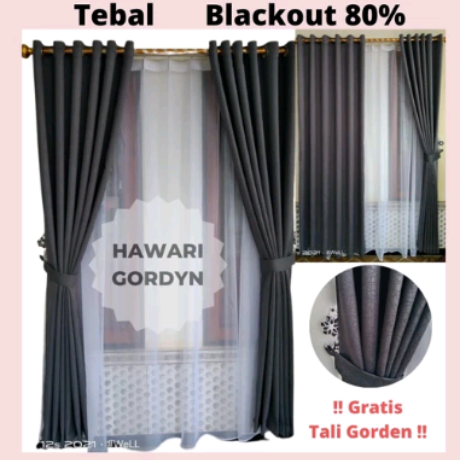 Tebal Blackout 80%
HAWARI
GORDYN
!! Gratis
Tali Gorden !!